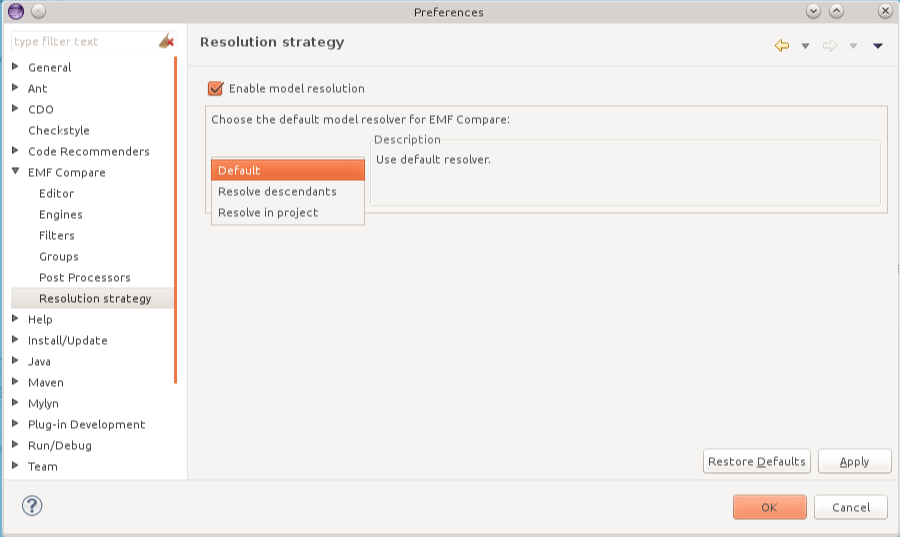 Preferences
type filter text
General
Ant
CDO
Checkstyle
Code Recommenders
EMF Compare
Editor
Engines
Filters
Groups
Post Processors
Resolution strategy
Help
Install/Update
Java
Maven
Mylyn
Plug-in Development
Run/Debug
Team
Resolution strategy
Enable model resolution
Choose the default model resolver for EMF Compare:
Default
Resolve descendants
Resolve in project
Description
Use default resolver.
Restore Defaults
Apply
?
OK
Cancel